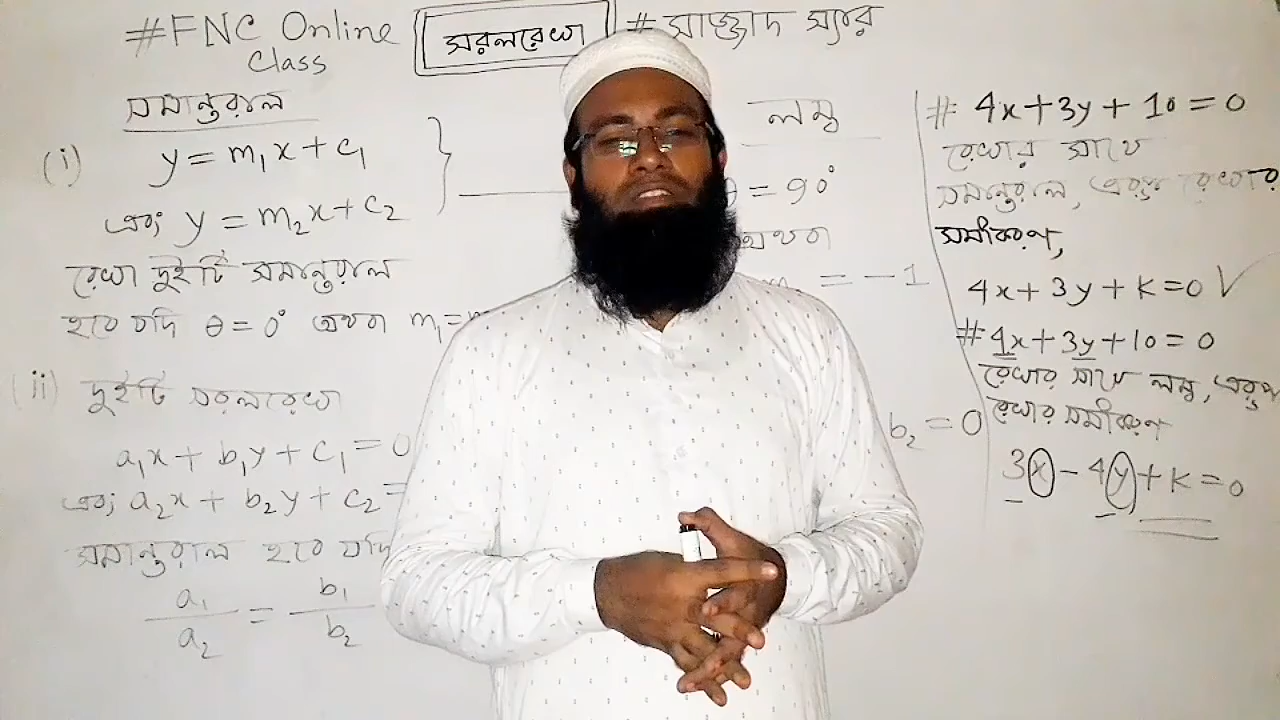 #FNC Online
Class
সরলরেখা
# সাজ্জাদ স্যার
সমান্তরাল
(i) y = m₁x + c₁
এবং y = m₂x + c₂
রেখা দুইটি সমান্তরাল
হবে যদি θ = 0° অথবা m₁ =
(ii) দুইটি সরলরেখা
a₁x + b₁y + c₁ = 0
এবং a₂x + b₂y + c₂ =
সমান্তরাল হবে যদি
a₁/a₂ = b₁/b₂
লম্ব
= 90°
অথবা
= -1
b₂ = 0
# 4x + 3y + 10 = 0
রেখার সাথে
সমান্তরাল, এরূপ রেখার
সমীকরণ,
4x + 3y + k = 0 √
# 4x + 3y + 10 = 0
রেখার সাথে লম্ব, এরূপ
রেখার সমীকরণ
3x - 4y + k = 0